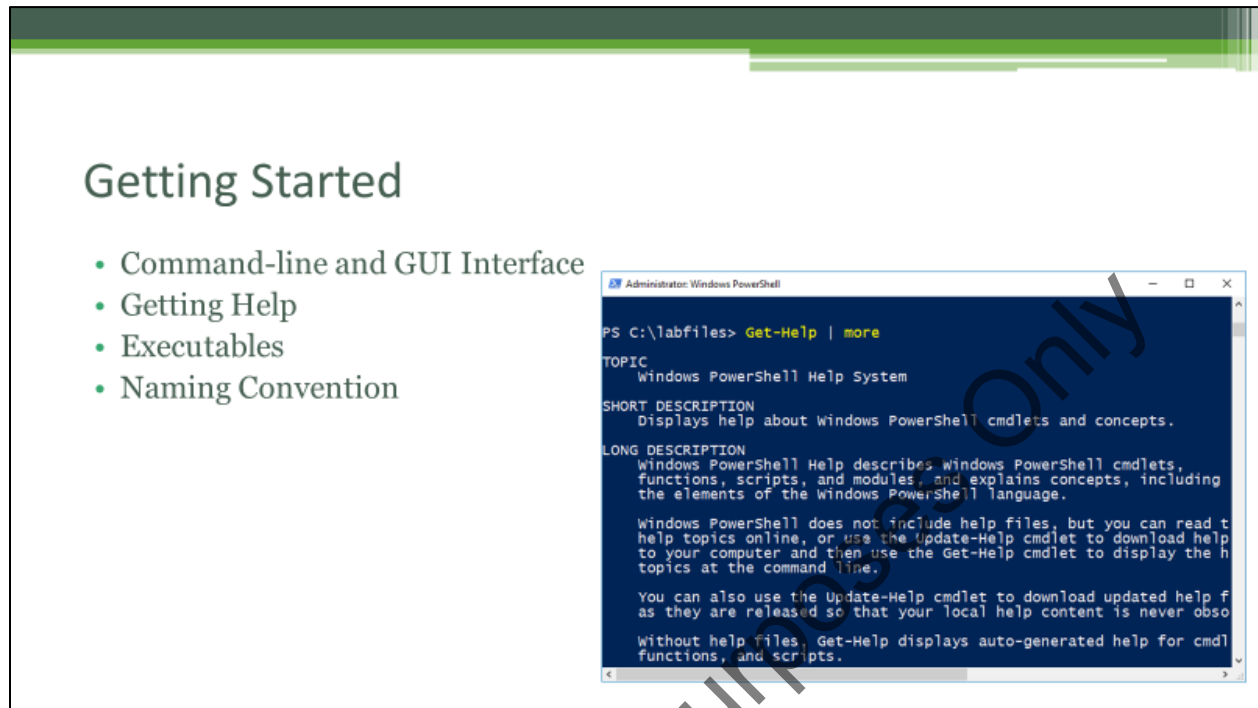 Getting Started
• Command-line and GUI Interface
• Getting Help
• Executables
• Naming Convention
Administrator: Windows PowerShell
PS C:\labfiles> Get-Help | more
TOPIC
Windows PowerShell Help System
SHORT DESCRIPTION
Displays help about Windows PowerShell cmdlets and concepts.
LONG DESCRIPTION
Windows PowerShell Help describes Windows PowerShell cmdlets,
functions, scripts, and modules, and explains concepts, including
the elements of the Windows PowerShell language.
Windows PowerShell does not include help files, but you can read t
help topics online, or use the Update-Help cmdlet to download help
to your computer and then use the Get-Help cmdlet to display the h
topics at the command line.
You can also use the Update-Help cmdlet to download updated help f
as they are released so that your local help content is never obso
Without help files, Get-Help displays auto-generated help for cmdl
functions, and scripts.
urposes Only